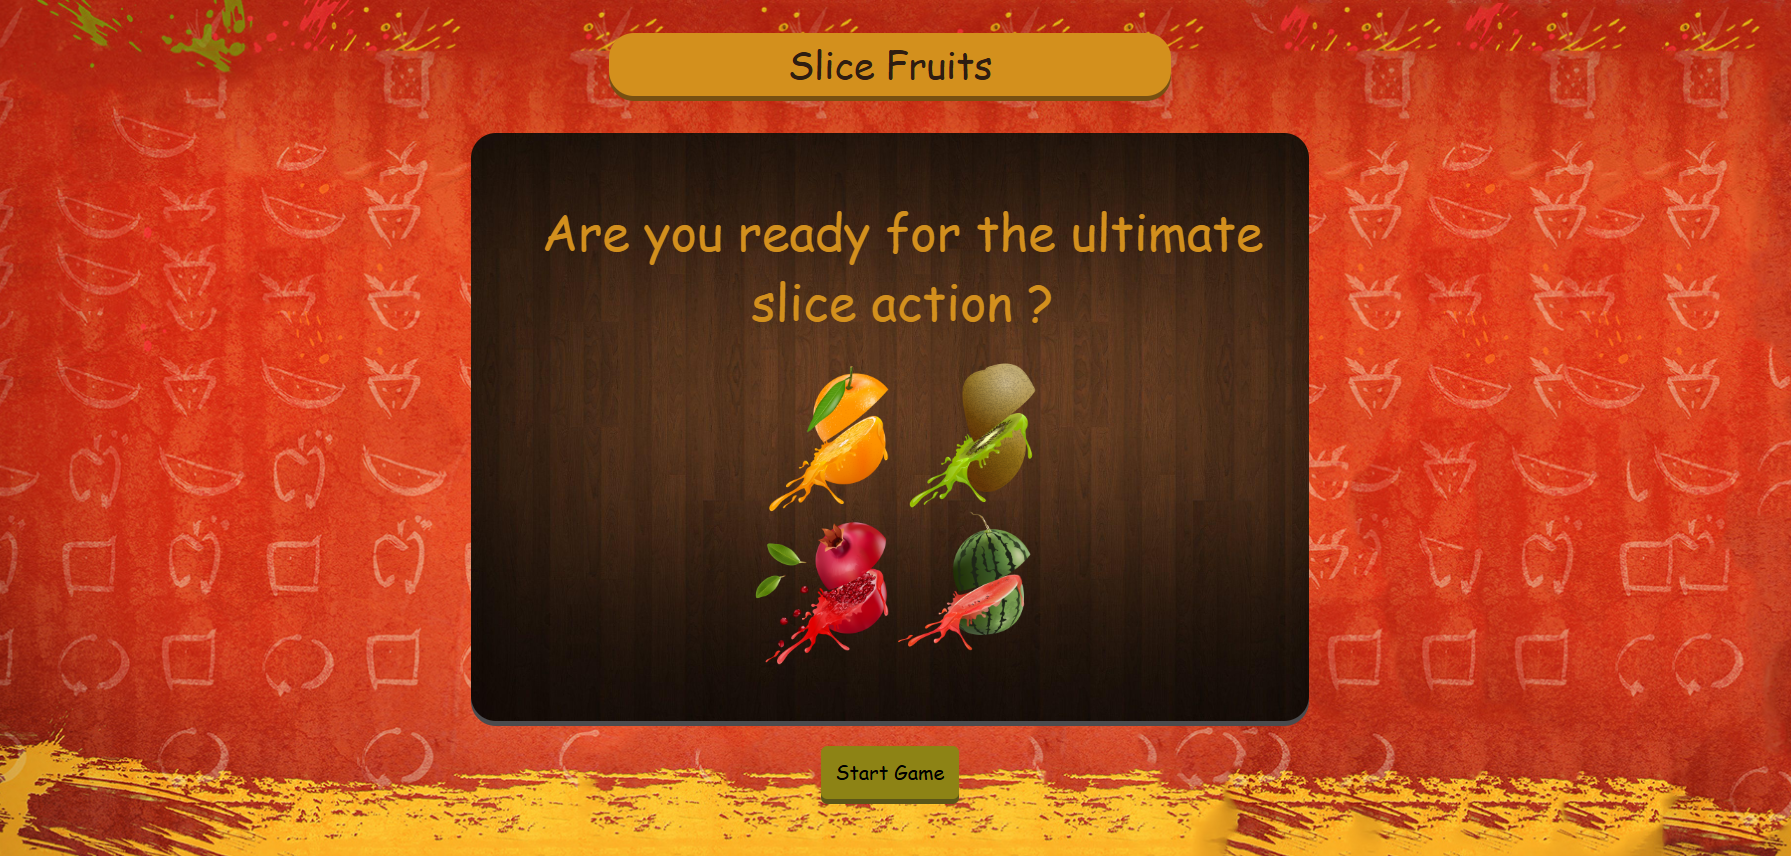 Slice Fruits
Are you ready for the ultimate
slice action ?
Start Game